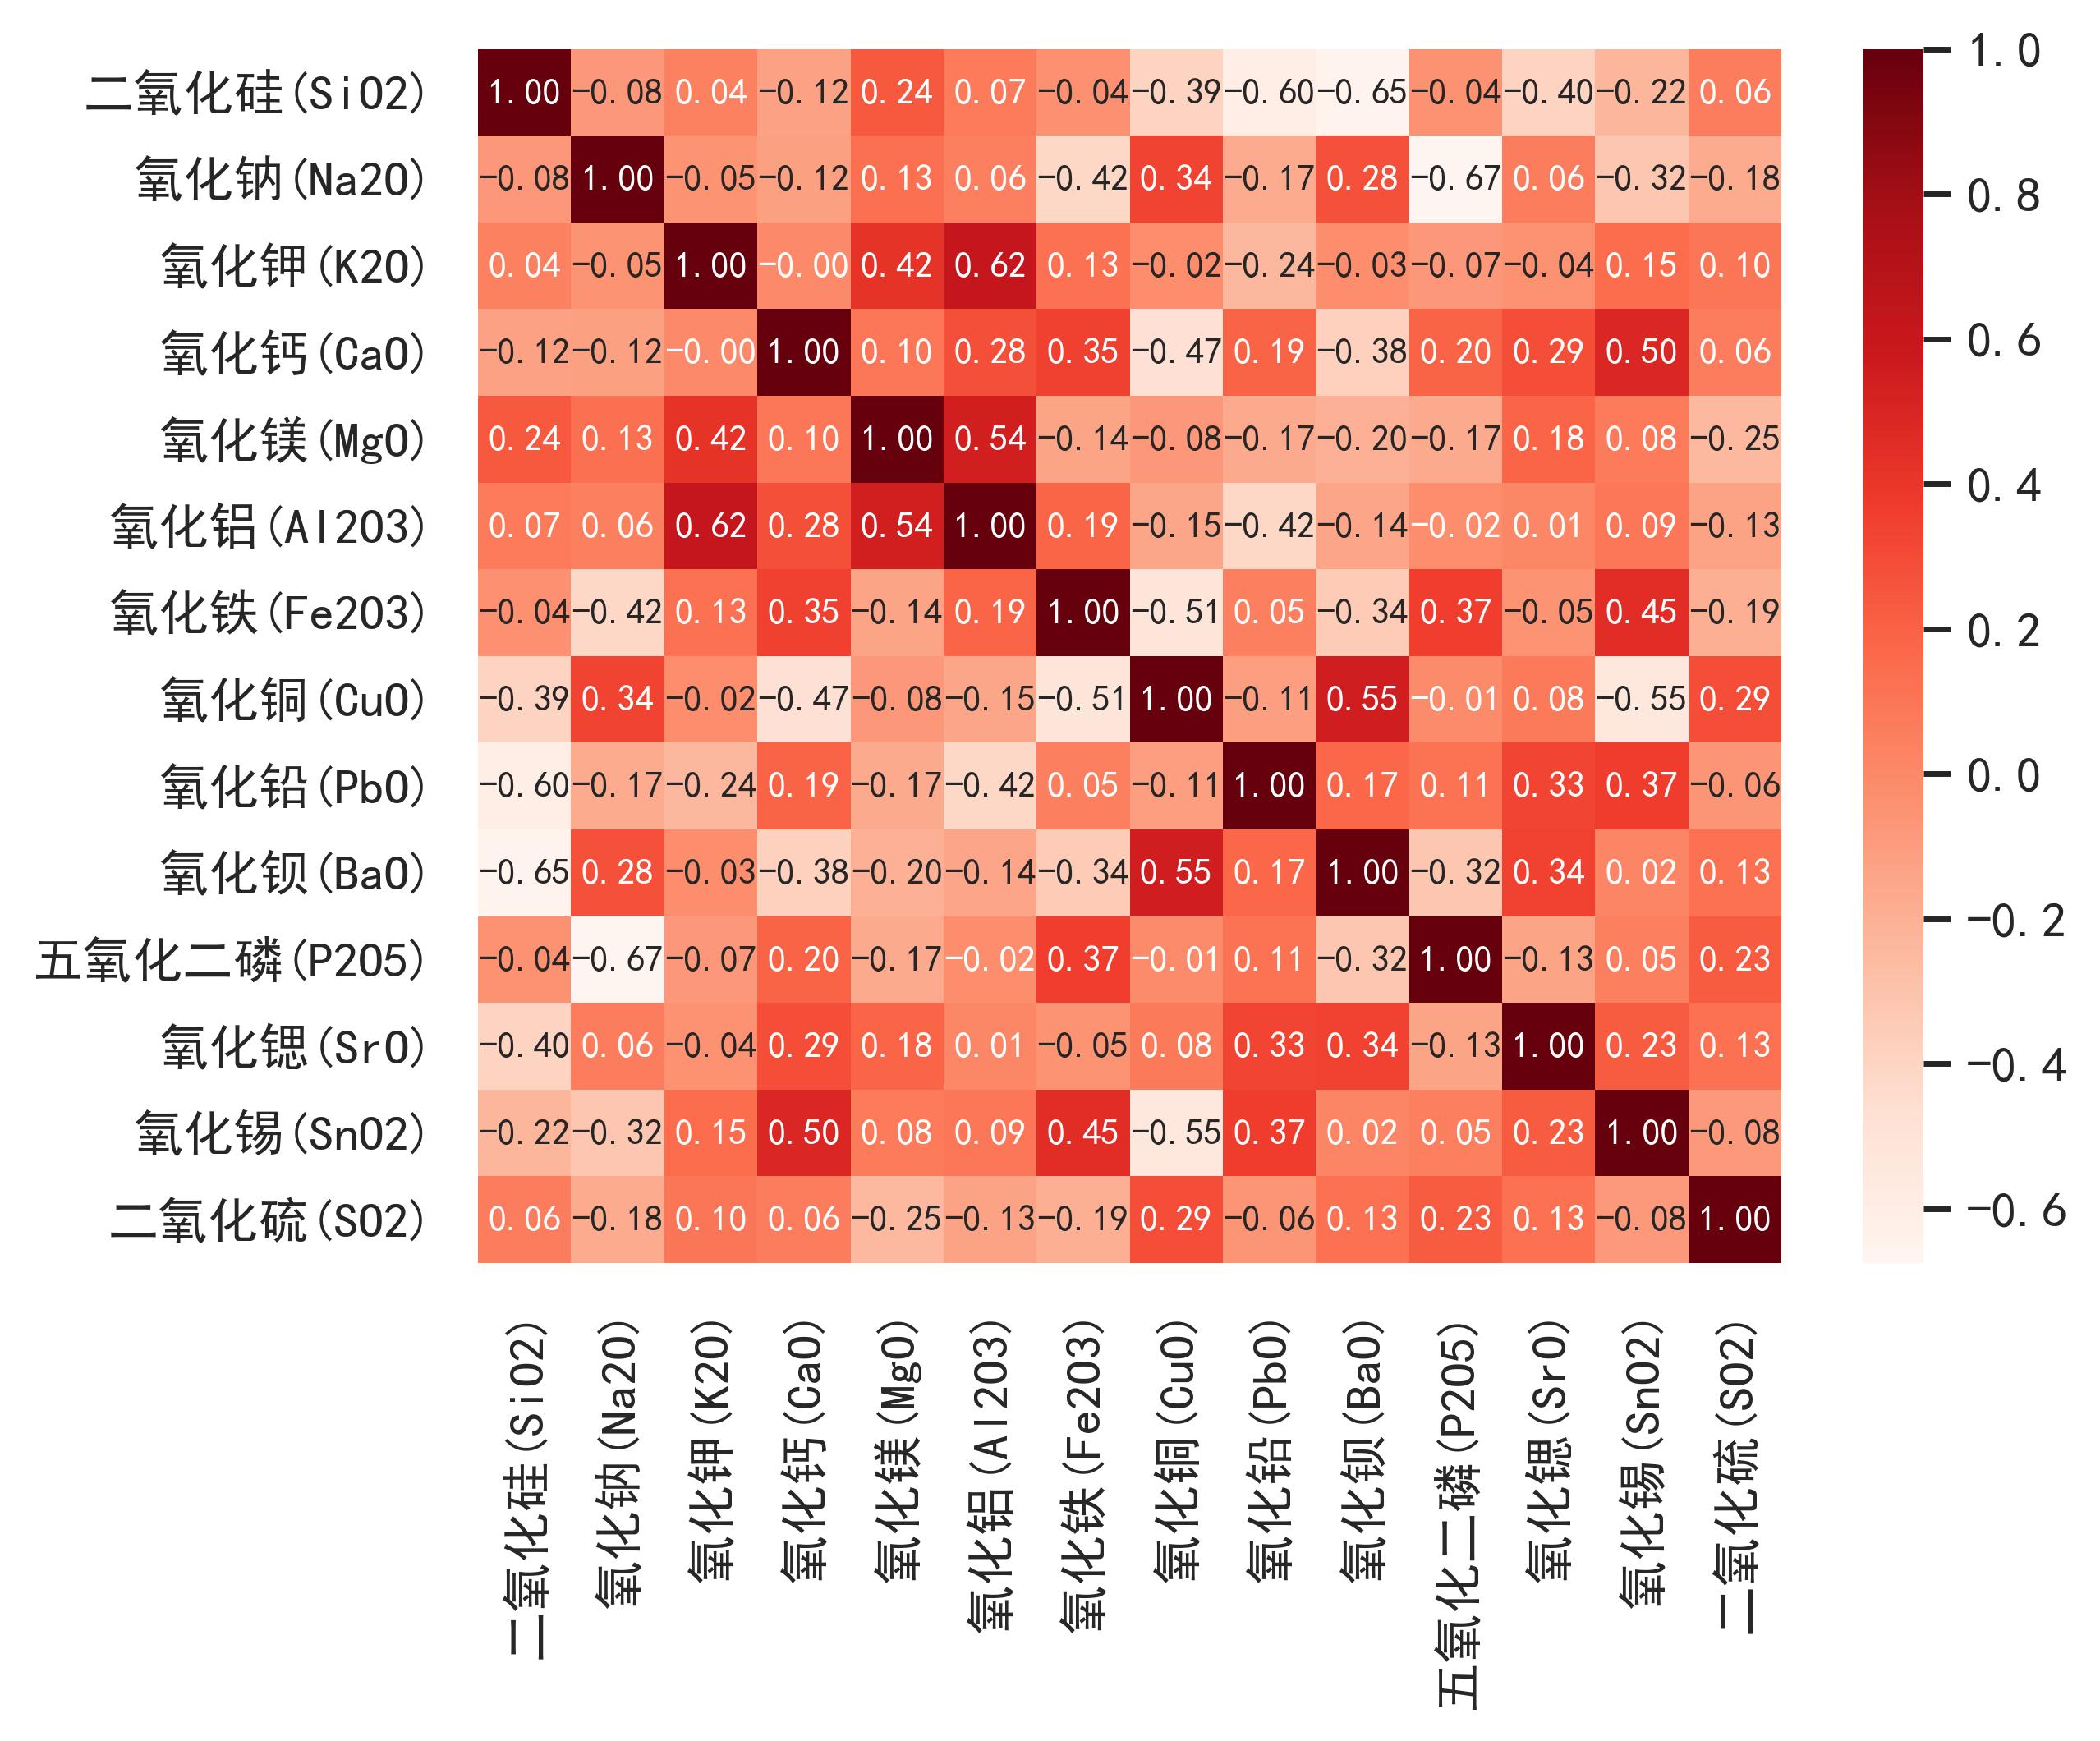 二氧化硅(SiO2) 1.00 -0.08 0.04 -0.12 0.24 0.07 -0.04 -0.39 -0.60 -0.65 -0.04 -0.40 -0.22 0.06
氧化钠(Na2O) -0.08 1.00 -0.05 -0.12 0.13 0.06 -0.42 0.34 -0.17 0.28 -0.67 0.06 -0.32 -0.18
氧化钾(K2O) 0.04 -0.05 1.00 -0.00 0.42 0.62 0.13 -0.02 -0.24 -0.03 -0.07 -0.04 0.15 0.10
氧化钙(CaO) -0.12 -0.12 -0.00 1.00 0.10 0.28 0.35 -0.47 0.19 -0.38 0.20 0.29 0.50 0.06
氧化镁(MgO) 0.24 0.13 0.42 0.10 1.00 0.54 -0.14 -0.08 -0.17 -0.20 -0.17 0.18 0.08 -0.25
氧化铝(Al2O3) 0.07 0.06 0.62 0.28 0.54 1.00 0.19 -0.15 -0.42 -0.14 -0.02 0.01 0.09 -0.13
氧化铁(Fe2O3) -0.04 -0.42 0.13 0.35 -0.14 0.19 1.00 -0.51 0.05 -0.34 0.37 -0.05 0.45 -0.19
氧化铜(CuO) -0.39 0.34 -0.02 -0.47 -0.08 -0.15 -0.51 1.00 -0.11 0.55 -0.01 0.08 -0.55 0.29
氧化铅(PbO) -0.60 -0.17 -0.24 0.19 -0.17 -0.42 0.05 -0.11 1.00 0.17 0.11 0.33 0.37 -0.06
氧化钡(BaO) -0.65 0.28 -0.03 -0.38 -0.20 -0.14 -0.34 0.55 0.17 1.00 -0.32 0.34 0.02 0.13
五氧化二磷(P2O5) -0.04 -0.67 -0.07 0.20 -0.17 -0.02 0.37 -0.01 0.11 -0.32 1.00 -0.13 0.05 0.23
氧化锶(SrO) -0.40 0.06 -0.04 0.29 0.18 0.01 -0.05 0.08 0.33 0.34 -0.13 1.00 0.23 0.13
氧化锡(SnO2) -0.22 -0.32 0.15 0.50 0.08 0.09 0.45 -0.55 0.37 0.02 0.05 0.23 1.00 -0.08
二氧化硫(SO2) 0.06 -0.18 0.10 0.06 -0.25 -0.13 -0.19 0.29 -0.06 0.13 0.23 0.13 -0.08 1.00
二氧化硅(SiO2)
氧化钠(Na2O)
氧化钾(K2O)
氧化钙(CaO)
氧化镁(MgO)
氧化铝(Al2O3)
氧化铁(Fe2O3)
氧化铜(CuO)
氧化铅(PbO)
氧化钡(BaO)
五氧化二磷(P2O5)
氧化锶(SrO)
氧化锡(SnO2)
二氧化硫(SO2)
1.0
0.8
0.6
0.4
0.2
0.0
-0.2
-0.4
-0.6